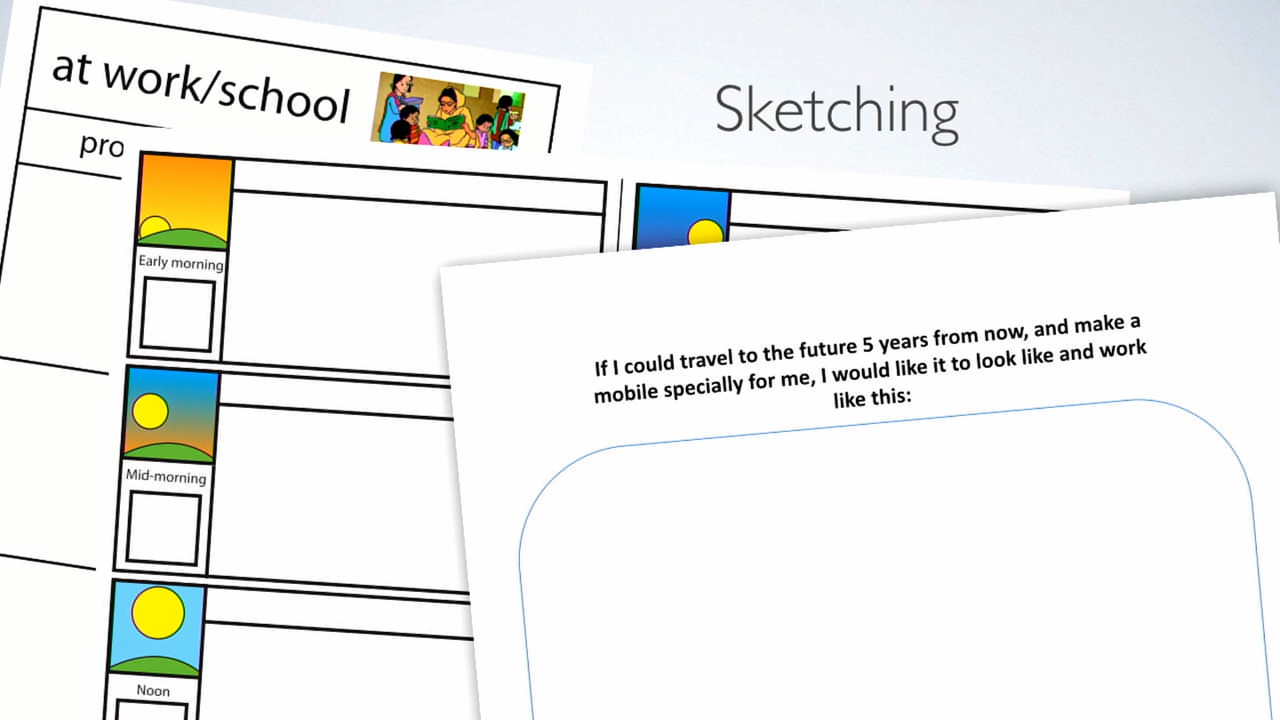 Sketching
at work/school
pro
Early morning
Mid-morning
Noon
If I could travel to the future 5 years from now, and make a
mobile specially for me, I would like it to look like and work
like this: